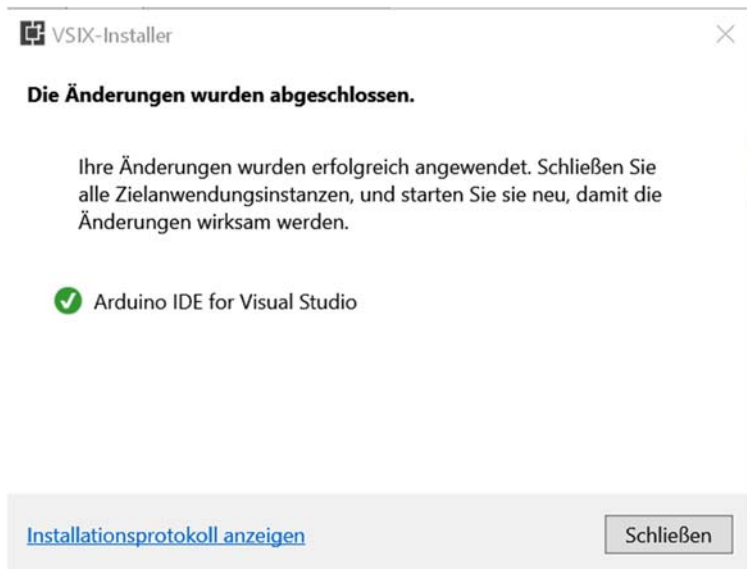 VSIX-Installer
Die Änderungen wurden abgeschlossen.
Ihre Änderungen wurden erfolgreich angewendet. Schließen Sie
alle Zielanwendungsinstanzen, und starten Sie sie neu, damit die
Änderungen wirksam werden.
Arduino IDE for Visual Studio
Installationsprotokoll anzeigen
Schließen